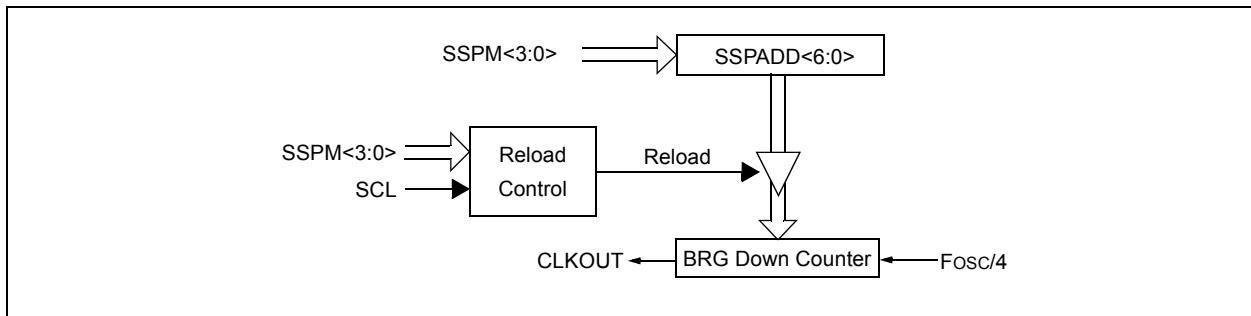 SSPM<3:0>
SSPADD<6:0>
SSPM<3:0>
SCL
Reload
Control
Reload
CLKOUT
BRG Down Counter
FOSC/4